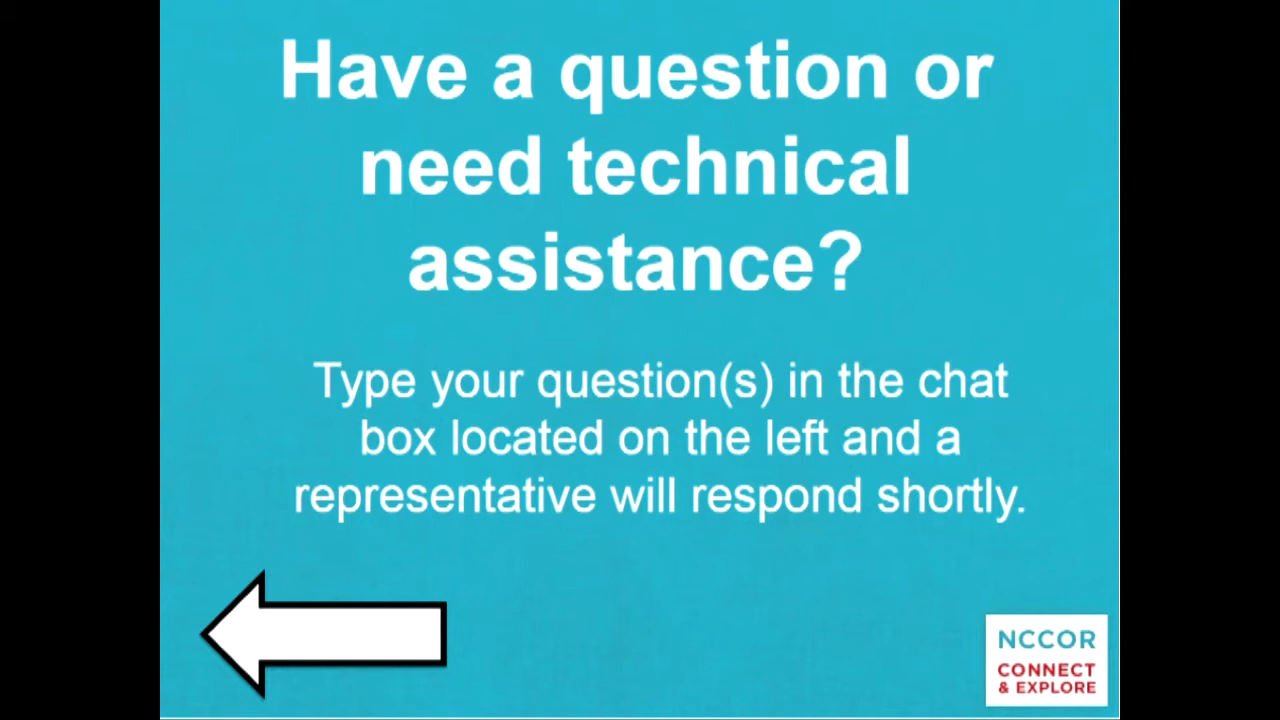 Have a question or
need technical
assistance?
Type your question(s) in the chat
box located on the left and a
representative will respond shortly.
NCCOR
CONNECT
& EXPLORE